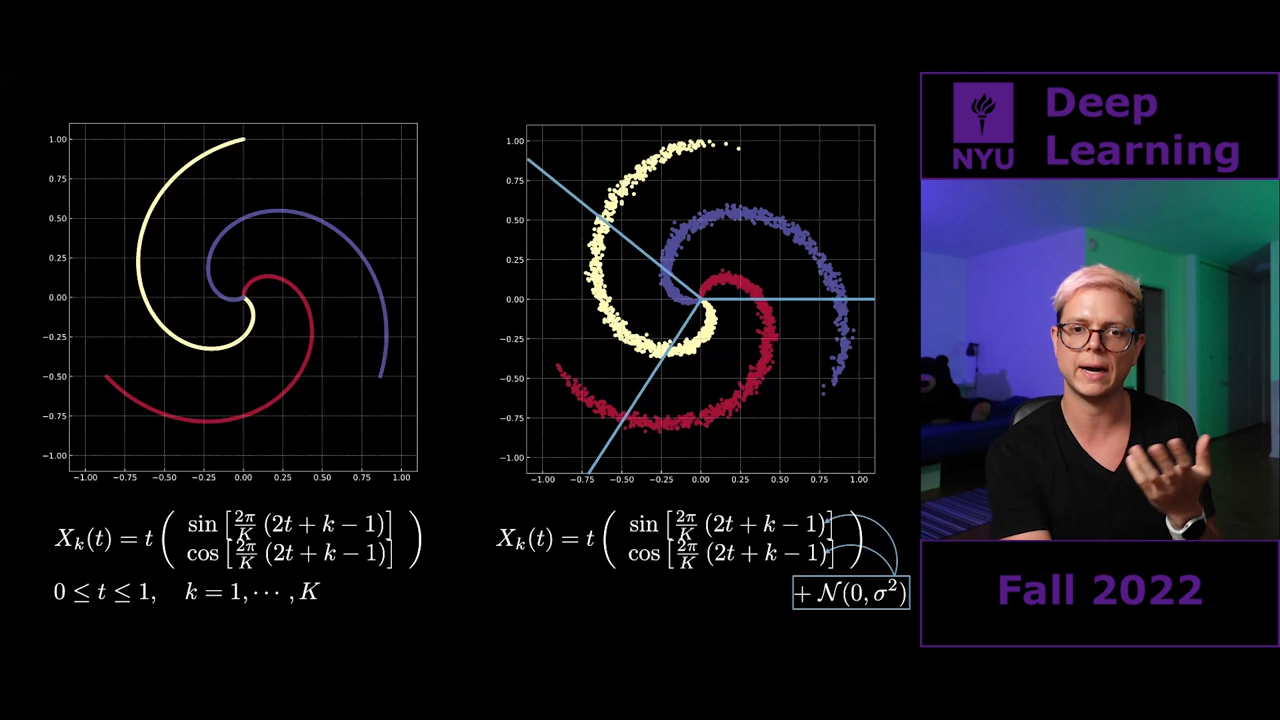 1.00
0.75
0.50
0.25
0.00
−0.25
−0.50
−0.75
−1.00
−1.00 −0.75 −0.50 −0.25 0.00 0.25 0.50 0.75 1.00
X_k(t) = t ( sin [2π/K (2t + k − 1)]
cos [2π/K (2t + k − 1)] )
0 ≤ t ≤ 1, k = 1, ⋯ , K
1.00
0.75
0.50
0.25
0.00
−0.25
−0.50
−0.75
−1.00
−1.00 −0.75 −0.50 −0.25 0.00 0.25 0.50 0.75 1.00
X_k(t) = t ( sin [2π/K (2t + k − 1)]
cos [2π/K (2t + k − 1)] )
+ 𝒩(0, σ²)
NYU
Deep
Learning
Fall 2022